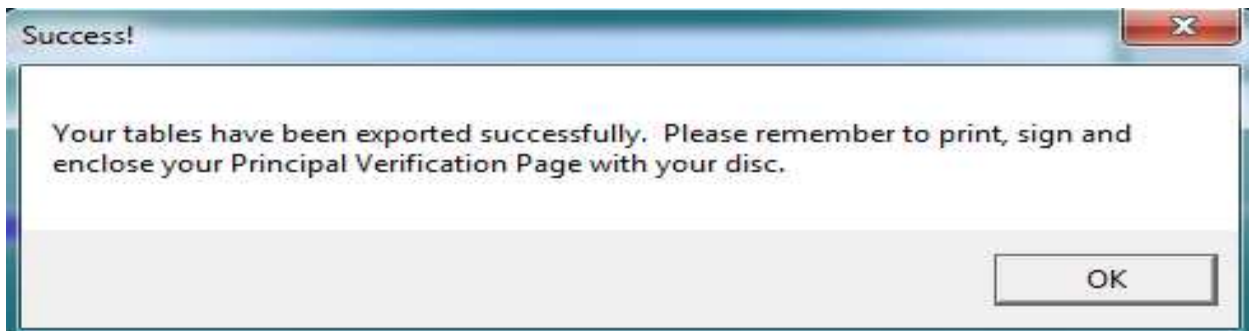 Success!
Your tables have been exported successfully.  Please remember to print, sign and
enclose your Principal Verification Page with your disc.
OK